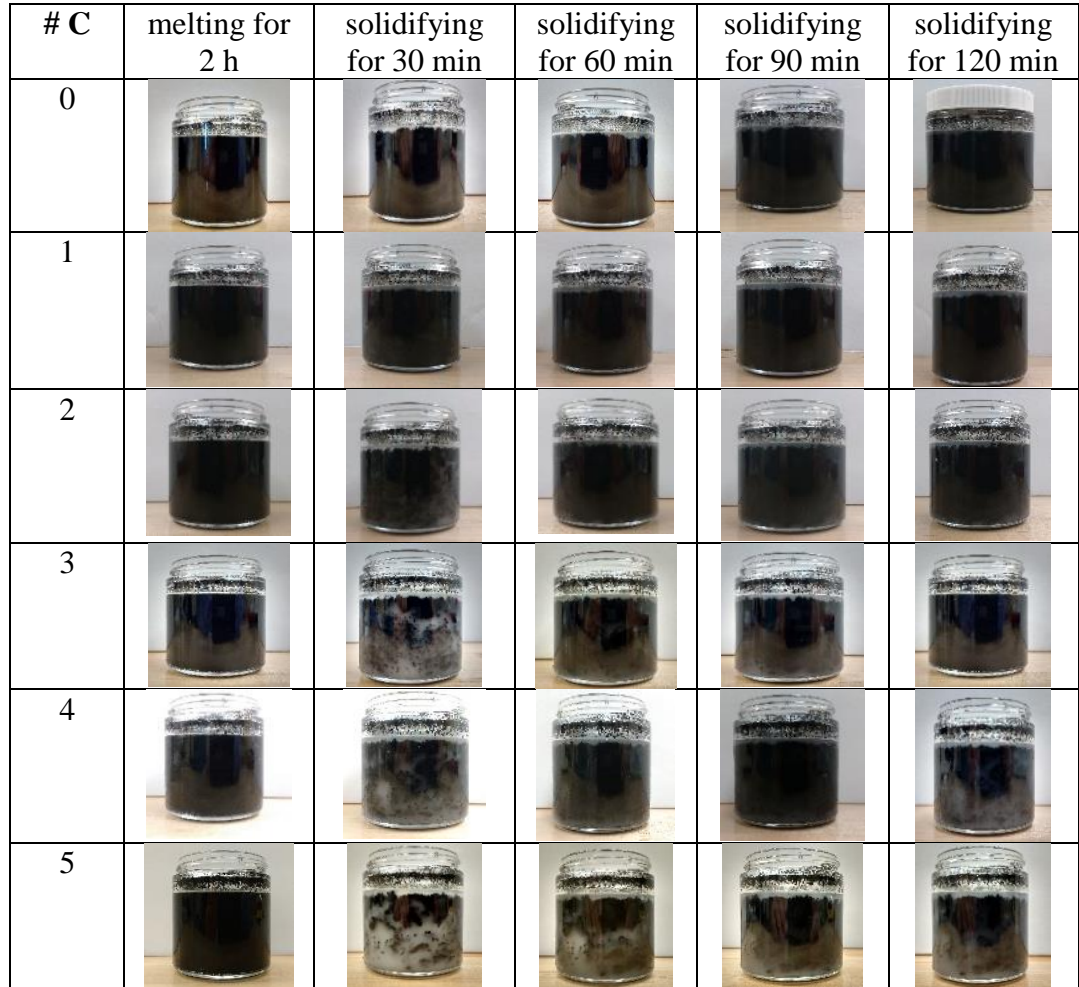 # C
melting for
2 h
solidifying
for 30 min
solidifying
for 60 min
solidifying
for 90 min
solidifying
for 120 min
0
1
2
3
4
5